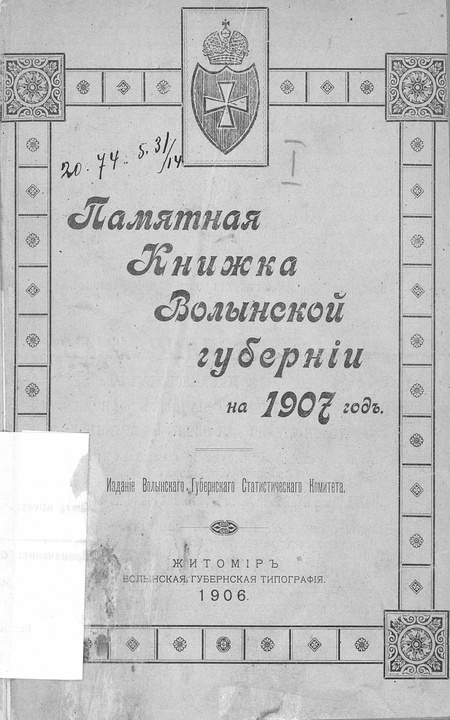 I
20. 74. 5. 31/14
Памятная
Книжка
Волынской
губерніи
на 1907 годъ.
Изданіе Волынскаго Губернскаго Статистическаго Комитета.
ЖИТОМІРЪ
ВОЛЫНСКАЯ ГУБЕРНСКАЯ ТИПОГРАФІЯ.
1906.